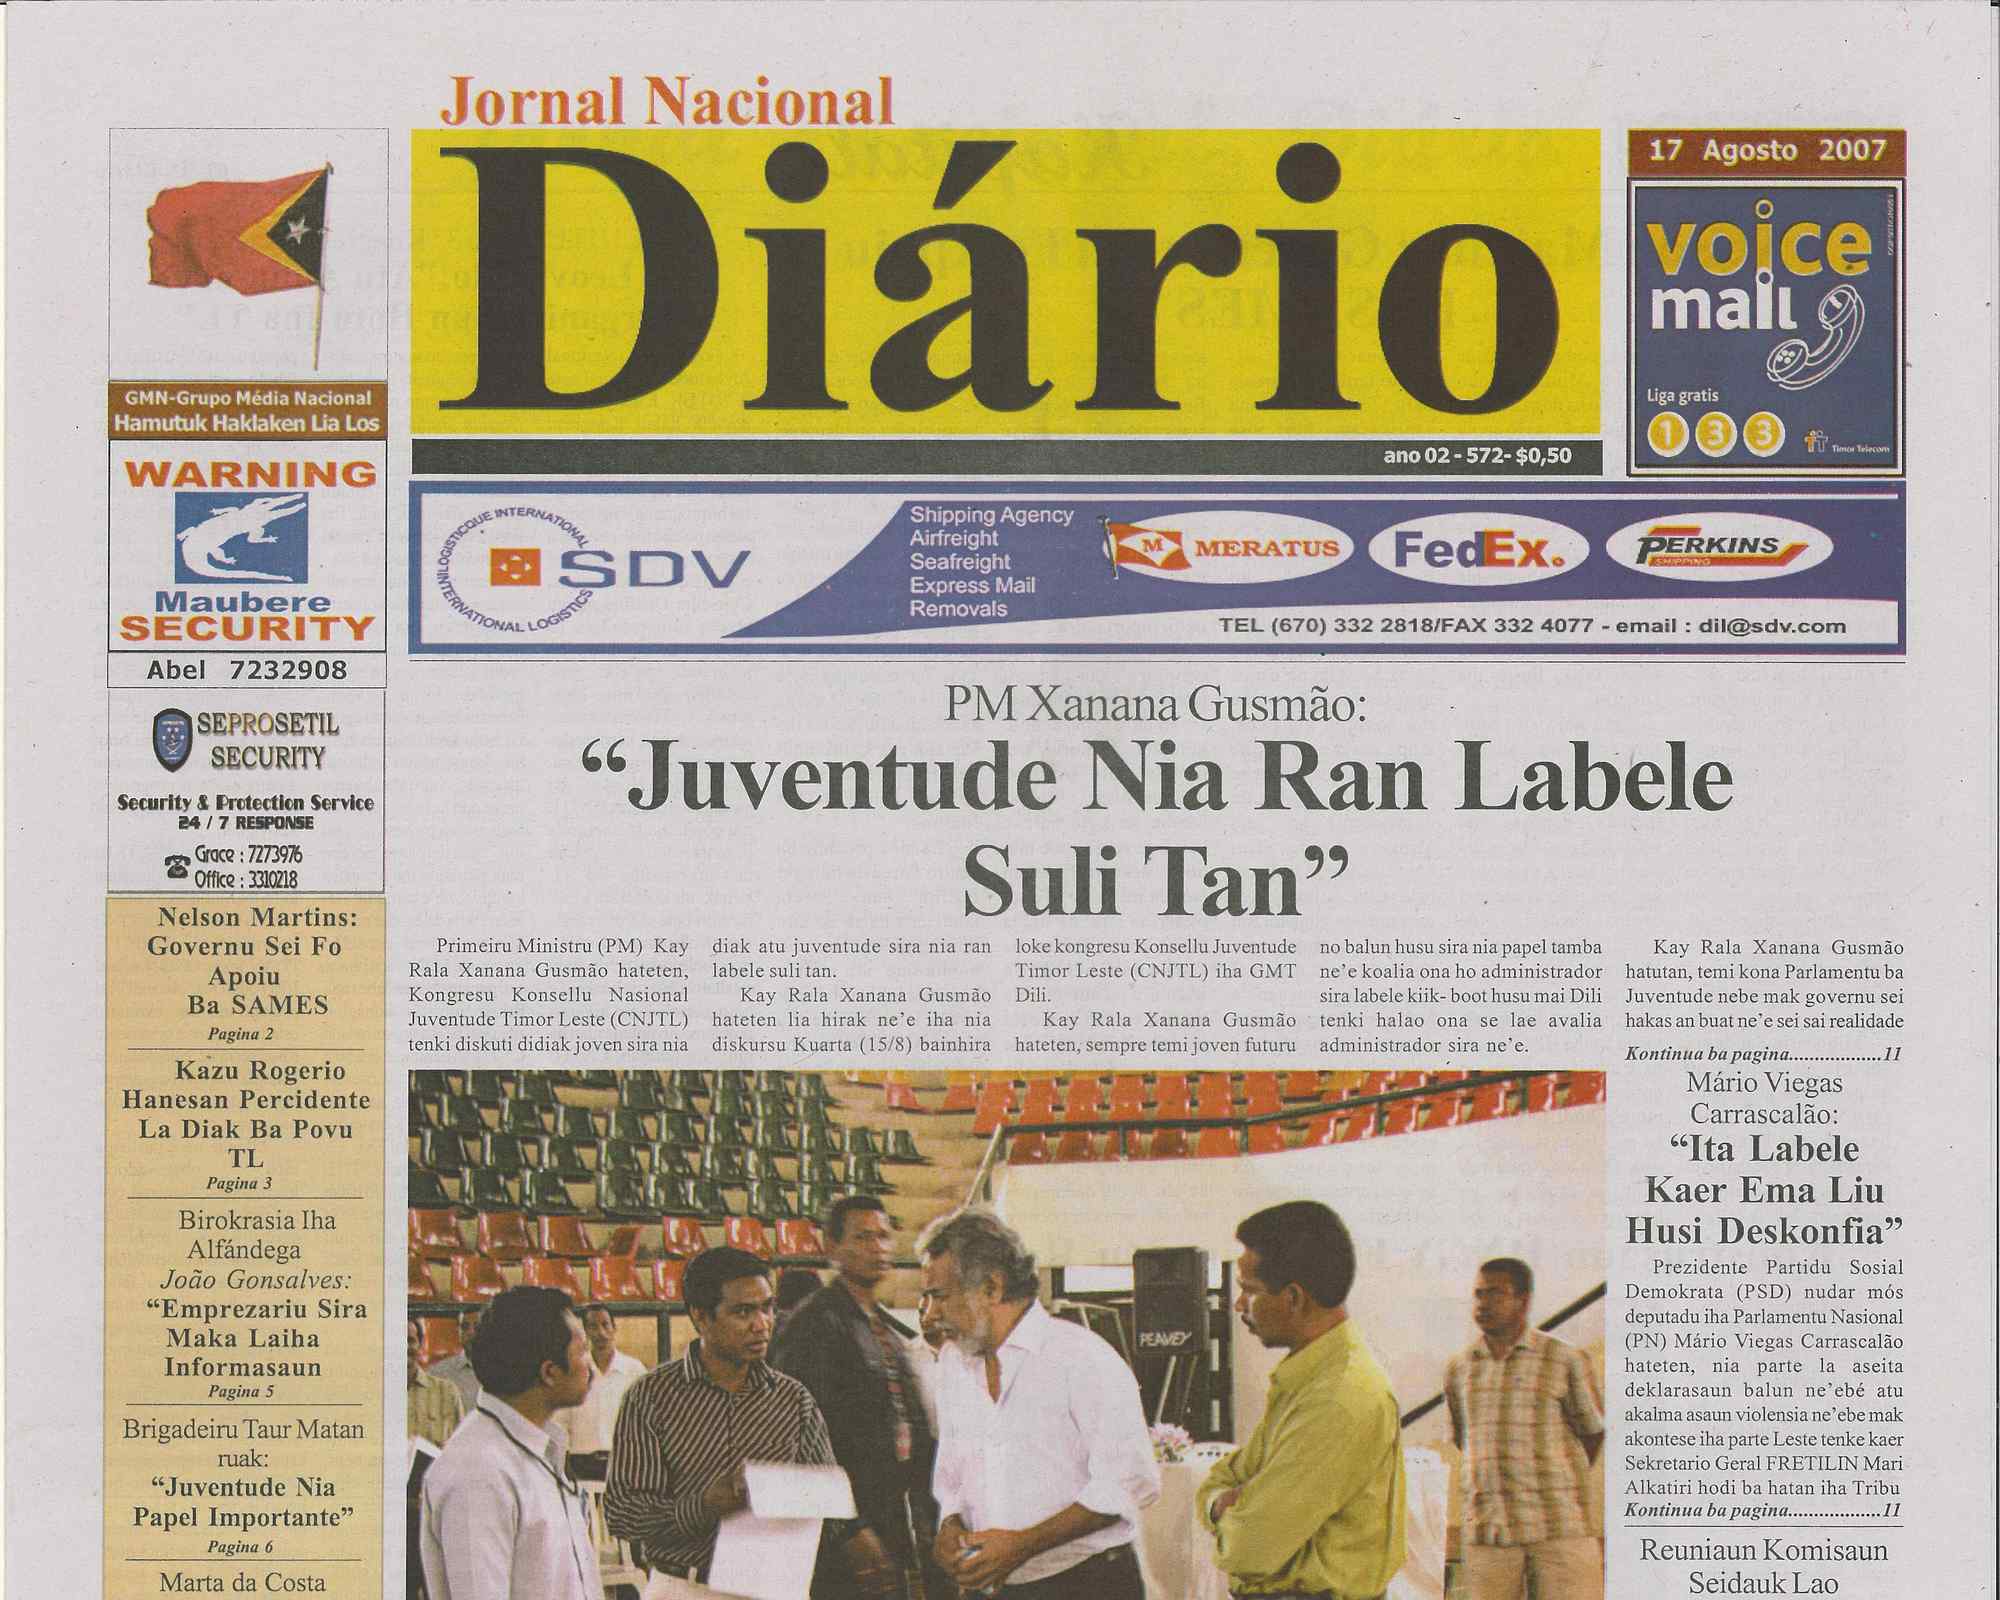 Jornal Nacional
Diário
ano 02 - 572- $0,50
17 Agosto 2007
voice
mail
Liga gratis
1 3 3
Timor Telecom
GMN-Grupo Média Nacional
Hamutuk Haklaken Lia Los
WARNING
Maubere
SECURITY
Abel 7232908
SEPROSETIL
SECURITY
Security & Protection Service
24 / 7 RESPONSE
Grace : 7273976
Office : 3310218
SDV
INTERNATIONAL LOGISTICS
Shipping Agency
Airfreight
Seafreight
Express Mail
Removals
M MERATUS
FedEx.
PERKINS
SHIPPING
TEL (670) 332 2818/FAX 332 4077 - email : dil@sdv.com
Nelson Martins:
Governu Sei Fo
Apoiu
Ba SAMES
Pagina 2
Kazu Rogerio
Hanesan Percidente
La Diak Ba Povu
TL
Pagina 3
Birokrasia Iha
Alfándega
João Gonsalves:
“Emprezariu Sira
Maka Laiha
Informasaun
Pagina 5
Brigadeiru Taur Matan
ruak:
“Juventude Nia
Papel Importante”
Pagina 6
Marta da Costa
PM Xanana Gusmão:
“Juventude Nia Ran Labele
Suli Tan”
Primeiru Ministru (PM) Kay
Rala Xanana Gusmão hateten,
Kongresu Konsellu Nasional
Juventude Timor Leste (CNJTL)
tenki diskuti didiak joven sira nia
diak atu juventude sira nia ran
labele suli tan.
Kay Rala Xanana Gusmão
hateten lia hirak ne’e iha nia
diskursu Kuarta (15/8) bainhira
loke kongresu Konsellu Juventude
Timor Leste (CNJTL) iha GMT
Dili.
Kay Rala Xanana Gusmão
hateten, sempre temi joven futuru
no balun husu sira nia papel tamba
ne’e koalia ona ho administrador
sira labele kiik- boot husu mai Dili
tenki halao ona se lae avalia
administrador sira ne’e.
Kay Rala Xanana Gusmão
hatutan, temi kona Parlamentu ba
Juventude nebe mak governu sei
hakas an buat ne’e sei sai realidade
Kontinua ba pagina..................11
PEAVEY
Mário Viegas
Carrascalão:
“Ita Labele
Kaer Ema Liu
Husi Deskonfia”
Prezidente Partidu Sosial
Demokrata (PSD) nudar mós
deputadu iha Parlamentu Nasional
(PN) Mário Viegas Carrascalão
hateten, nia parte la aseita
deklarasaun balun ne’ebé atu
akalma asaun violensia ne’ebe mak
akontese iha parte Leste tenke kaer
Sekretario Geral FRETILIN Mari
Alkatiri hodi ba hatan iha Tribu
Kontinua ba pagina..................11
Reuniaun Komisaun
Seidauk Lao